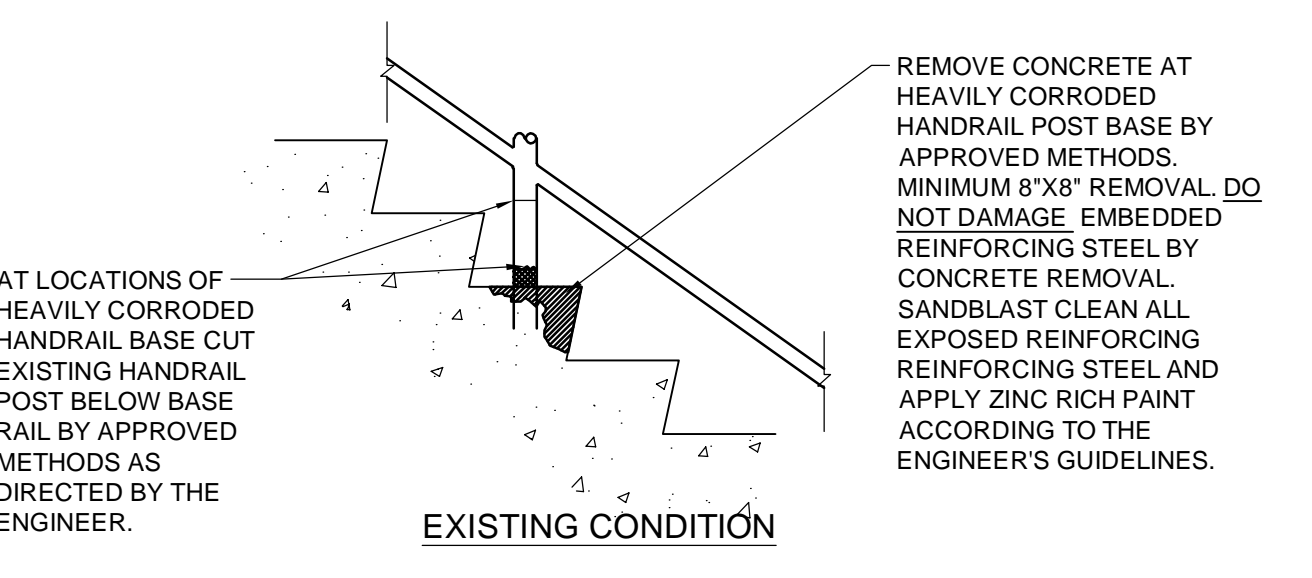 REMOVE CONCRETE AT
HEAVILY CORRODED
HANDRAIL POST BASE BY
APPROVED METHODS.
MINIMUM 8"X8" REMOVAL. DO
NOT DAMAGE EMBEDDED
REINFORCING STEEL BY
CONCRETE REMOVAL.
SANDBLAST CLEAN ALL
EXPOSED REINFORCING
REINFORCING STEEL AND
APPLY ZINC RICH PAINT
ACCORDING TO THE
ENGINEER'S GUIDELINES.
AT LOCATIONS OF
HEAVILY CORRODED
HANDRAIL BASE CUT
EXISTING HANDRAIL
POST BELOW BASE
RAIL BY APPROVED
METHODS AS
DIRECTED BY THE
ENGINEER.
EXISTING CONDITION